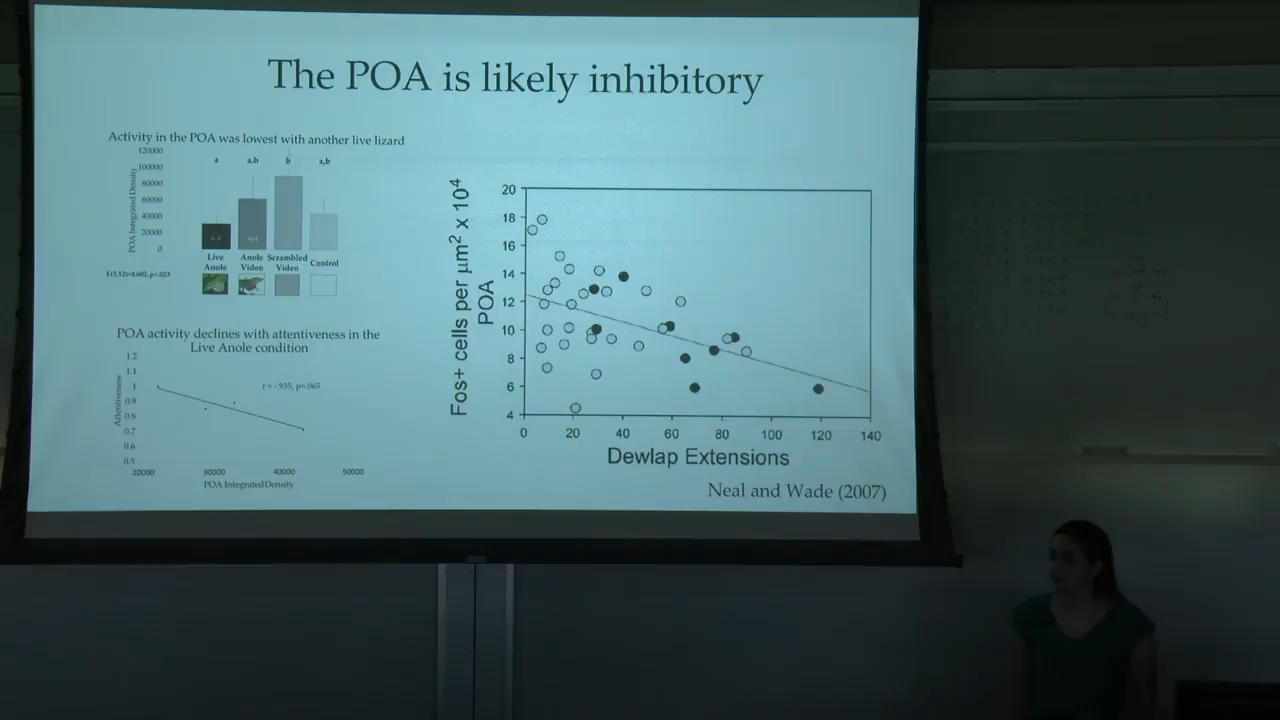 The POA is likely inhibitory
Activity in the POA was lowest with another live lizard
120000
100000
80000
60000
40000
20000
0
POA Integrated Density
a
a,b
b
a,b
Live Anole
Anole Video
Scrambled Video
Control
POA activity declines with attentiveness in the
Live Anole condition
1.2
1.1
1
0.9
0.8
0.7
0.6
0.5
Attentiveness
r = -.935, p=.065
20000
30000
40000
50000
POA Integrated Density
Fos+ cells per µm² x 10⁴
POA
20
18
16
14
12
10
8
6
4
0
20
40
60
80
100
120
140
Dewlap Extensions
Neal and Wade (2007)